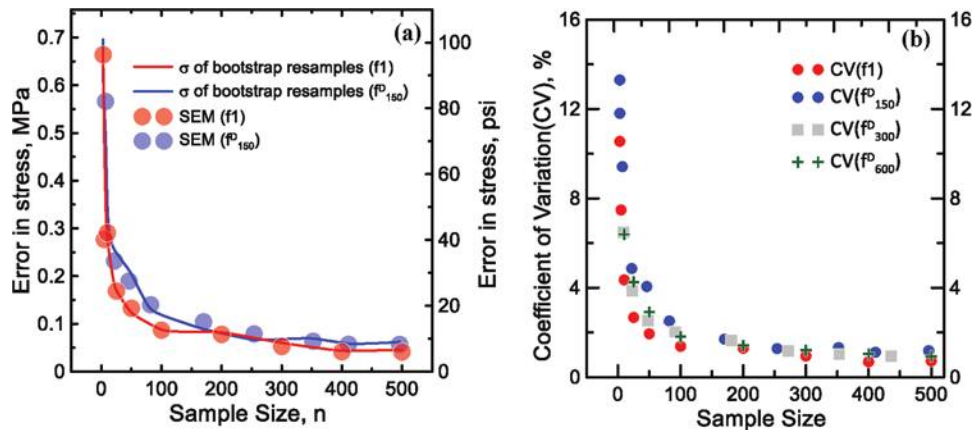 (a)
σ of bootstrap resamples (f1)
σ of bootstrap resamples (fᴰ₁₅₀)
SEM (f1)
SEM (fᴰ₁₅₀)
Error in stress, MPa
0.7
0.6
0.5
0.4
0.3
0.2
0.1
0
Error in stress, psi
100
80
60
40
20
0
0 100 200 300 400 500
Sample Size, n
(b)
CV(f1)
CV(fᴰ₁₅₀)
CV(fᴰ₃₀₀)
CV(fᴰ₆₀₀)
Coefficient of Variation(CV), %
16
12
8
4
0
16
12
8
4
0
0 100 200 300 400 500
Sample Size